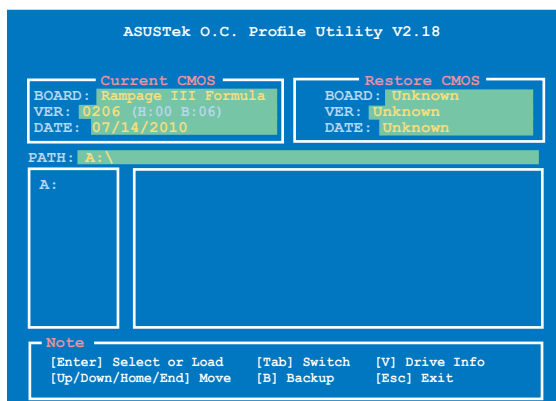 ASUSTek O.C. Profile Utility V2.18
Current CMOS
BOARD: Rampage III Formula
VER: 0206 (H:00 B:06)
DATE: 07/14/2010
Restore CMOS
BOARD: Unknown
VER: Unknown
DATE: Unknown
PATH: A:\
A:
Note
[Enter] Select or Load [Tab] Switch [V] Drive Info
[Up/Down/Home/End] Move [B] Backup [Esc] Exit